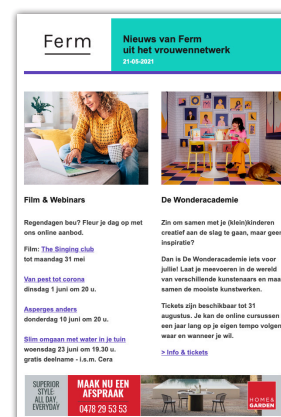 Ferm
Nieuws van Ferm
uit het vrouwennetwerk
21-05-2021
Film & Webinars
Regendagen beu? Fleur je dag op met
ons online aanbod.
Film: The Singing club
tot maandag 31 mei
Van pest tot corona
dinsdag 1 juni om 20 u.
Asperges anders
donderdag 10 juni om 20 u.
Slim omgaan met water in je tuin
woensdag 23 juni om 19.30 u.
gratis deelname - i.s.m. Cera
De Wonderacademie
Zin om samen met je (klein)kinderen
creatief aan de slag te gaan, maar geen
inspiratie?
Dan is De Wonderacademie iets voor
jullie! Laat je meevoeren in de wereld
van verschillende kunstenaars en maa
samen de mooiste kunstwerken.
Tickets zijn beschikbaar tot 31
augustus. Je kan de online cursussen
een jaar lang op je eigen tempo volgen
waar en wanneer je wil.
> Info & tickets
SUPERIOR
STYLE
ALL DAY,
EVERYDAY
MAAK NU EEN
AFSPRAAK
0478 29 53 53
HOME&
GARDEN